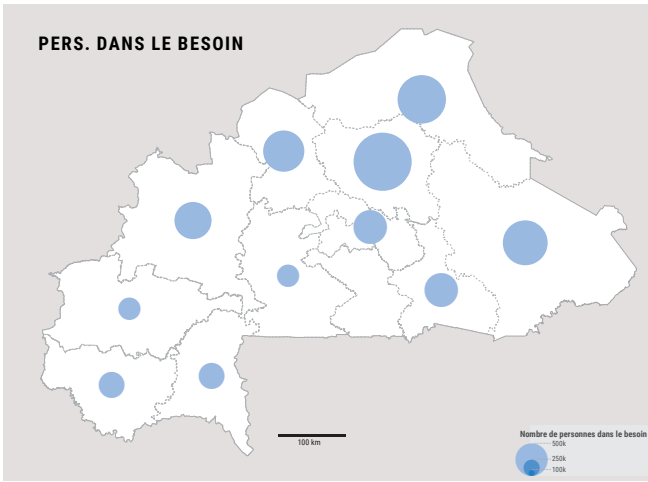 PERS. DANS LE BESOIN
100 km
Nombre de personnes dans le besoin
500k
250k
100k